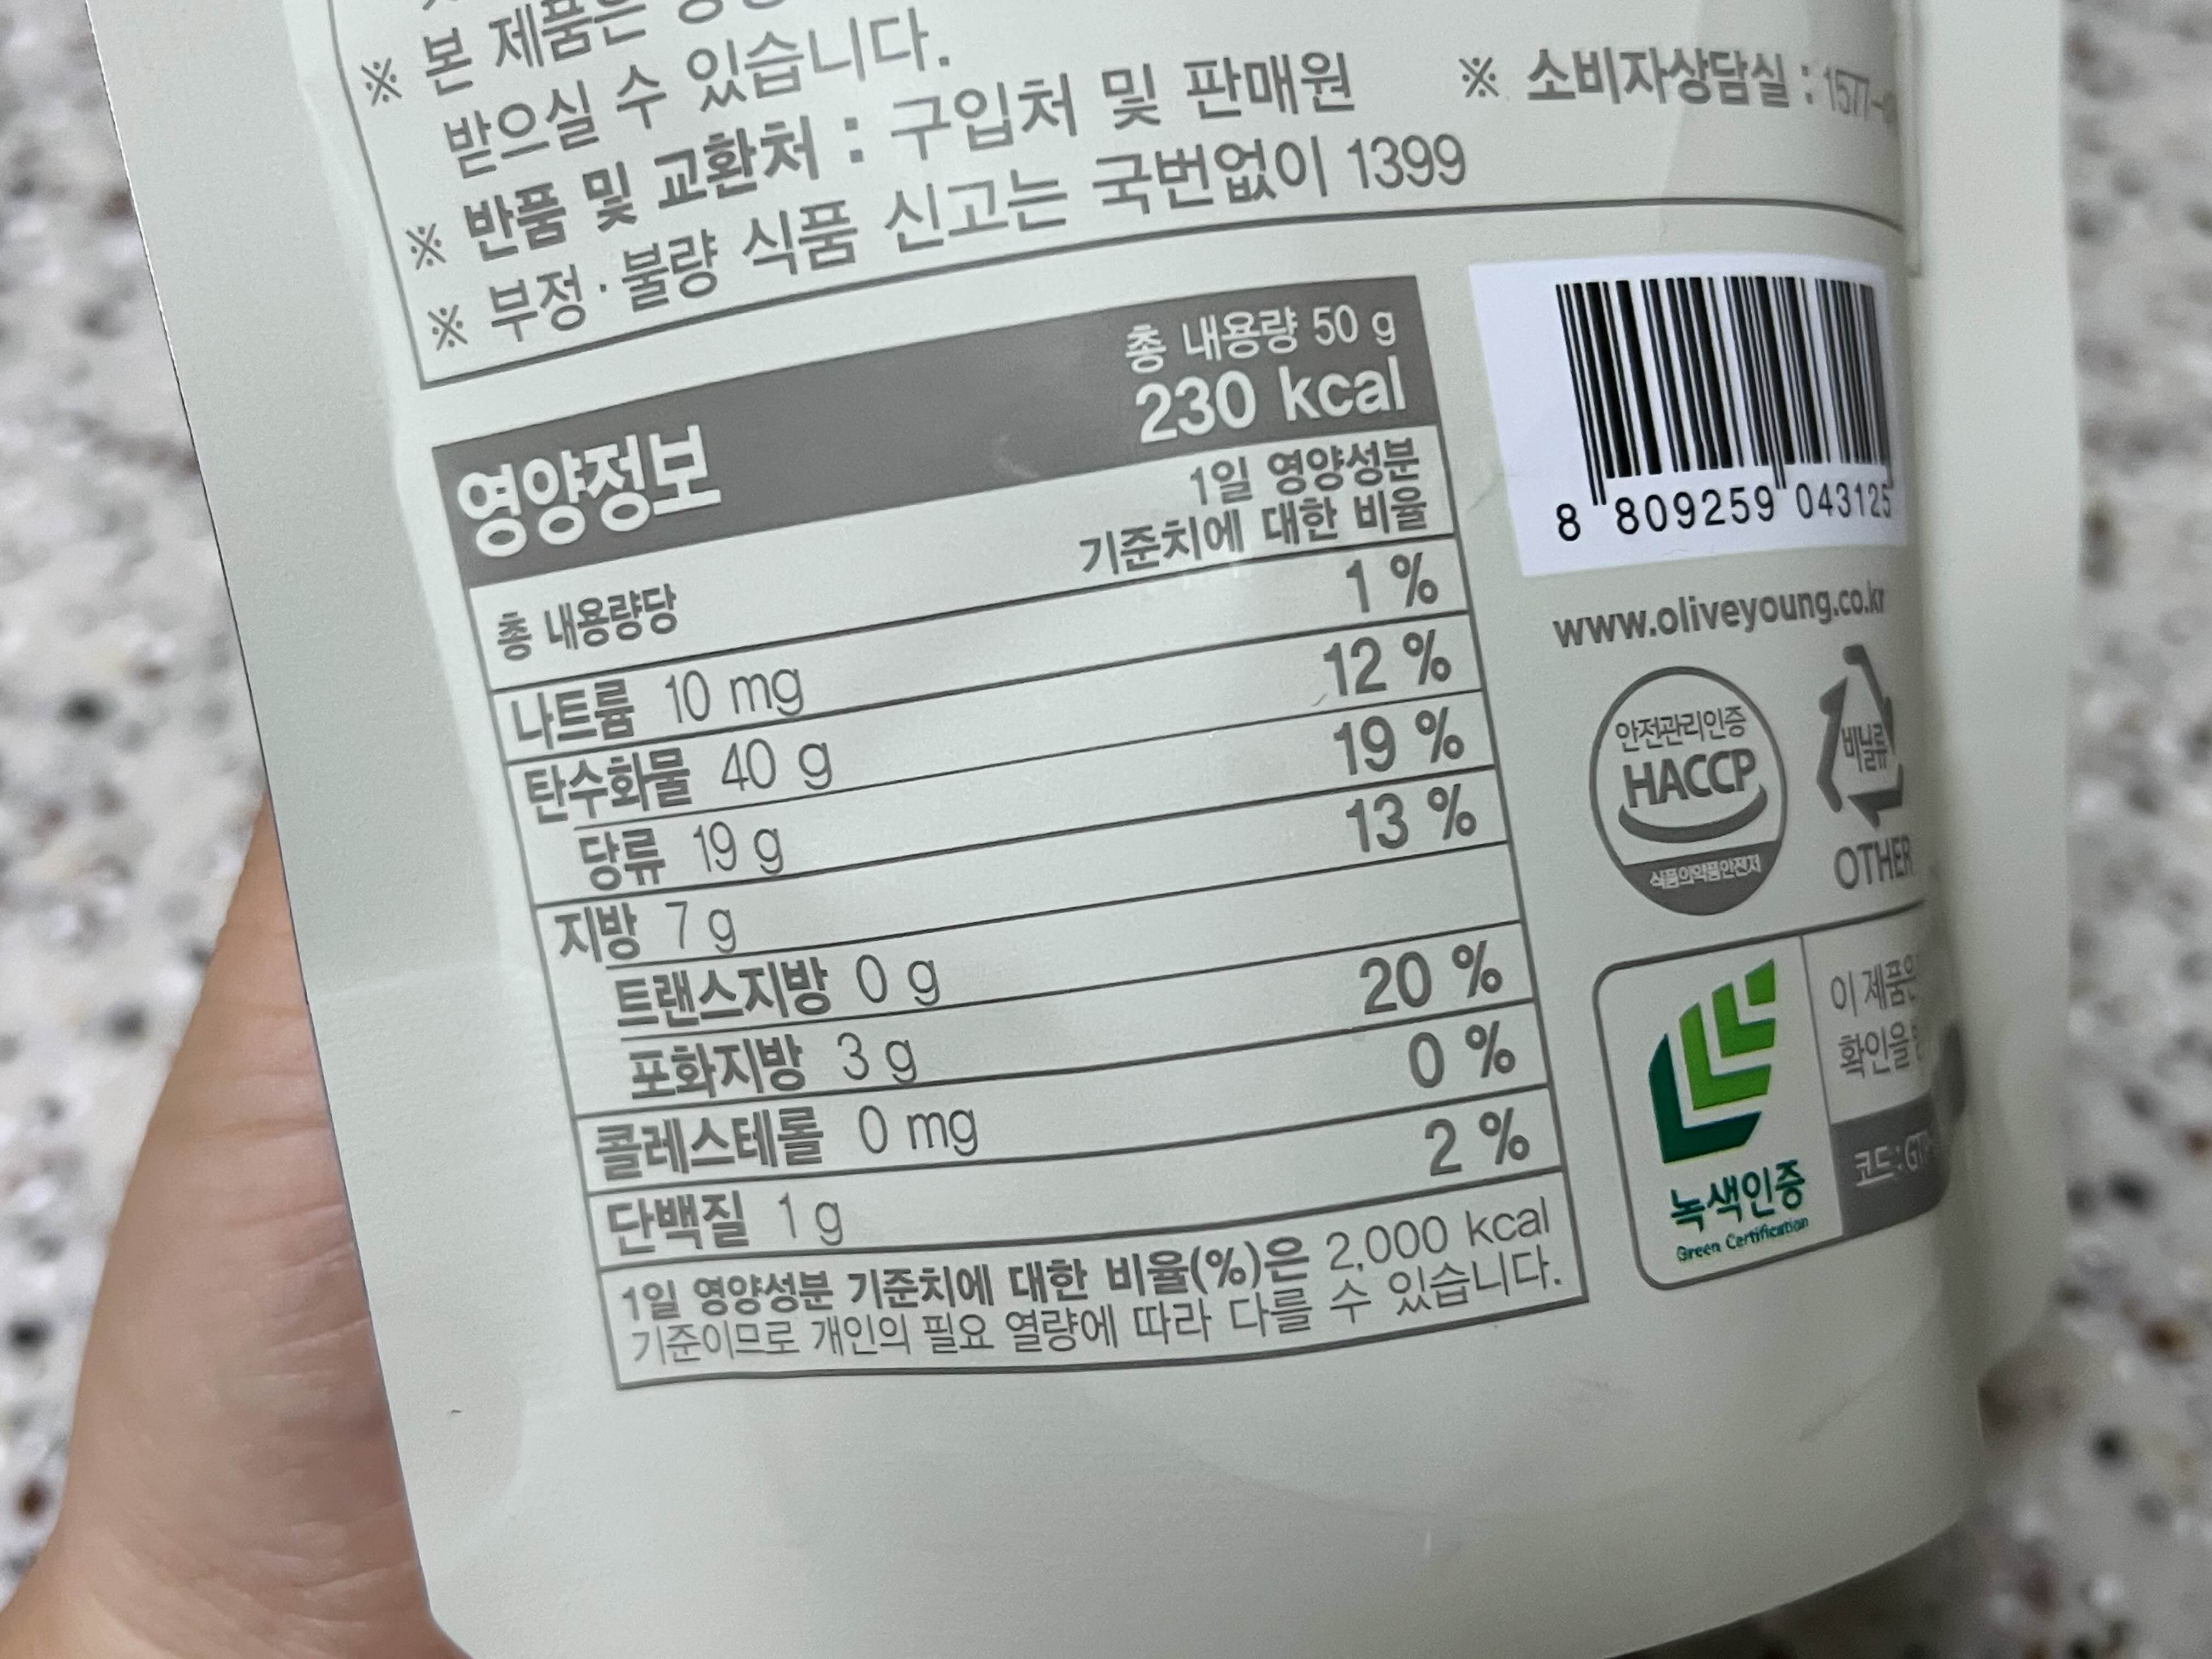 ※ 본 제품은
받으실 수 있습니다.
※ 반품 및 교환처 : 구입처 및 판매원 ※ 소비자상담실 : 1577-
※ 부정·불량 식품 신고는 국번없이 1399
영양정보
총 내용량 50 g
230 kcal
총 내용량당
1일 영양성분
기준치에 대한 비율
나트륨 10 mg 1 %
탄수화물 40 g 12 %
당류 19 g 19 %
지방 7 g 13 %
트랜스지방 0 g
포화지방 3 g 20 %
콜레스테롤 0 mg 0 %
단백질 1 g 2 %
1일 영양성분 기준치에 대한 비율(%)은 2,000 kcal
기준이므로 개인의 필요 열량에 따라 다를 수 있습니다.
8 809259 043125
www.oliveyoung.co.kr
안전관리인증
HACCP
식품의약품안전처
비닐류
OTHER
녹색인증
Green Certification
이 제품은
확인을
코드 :